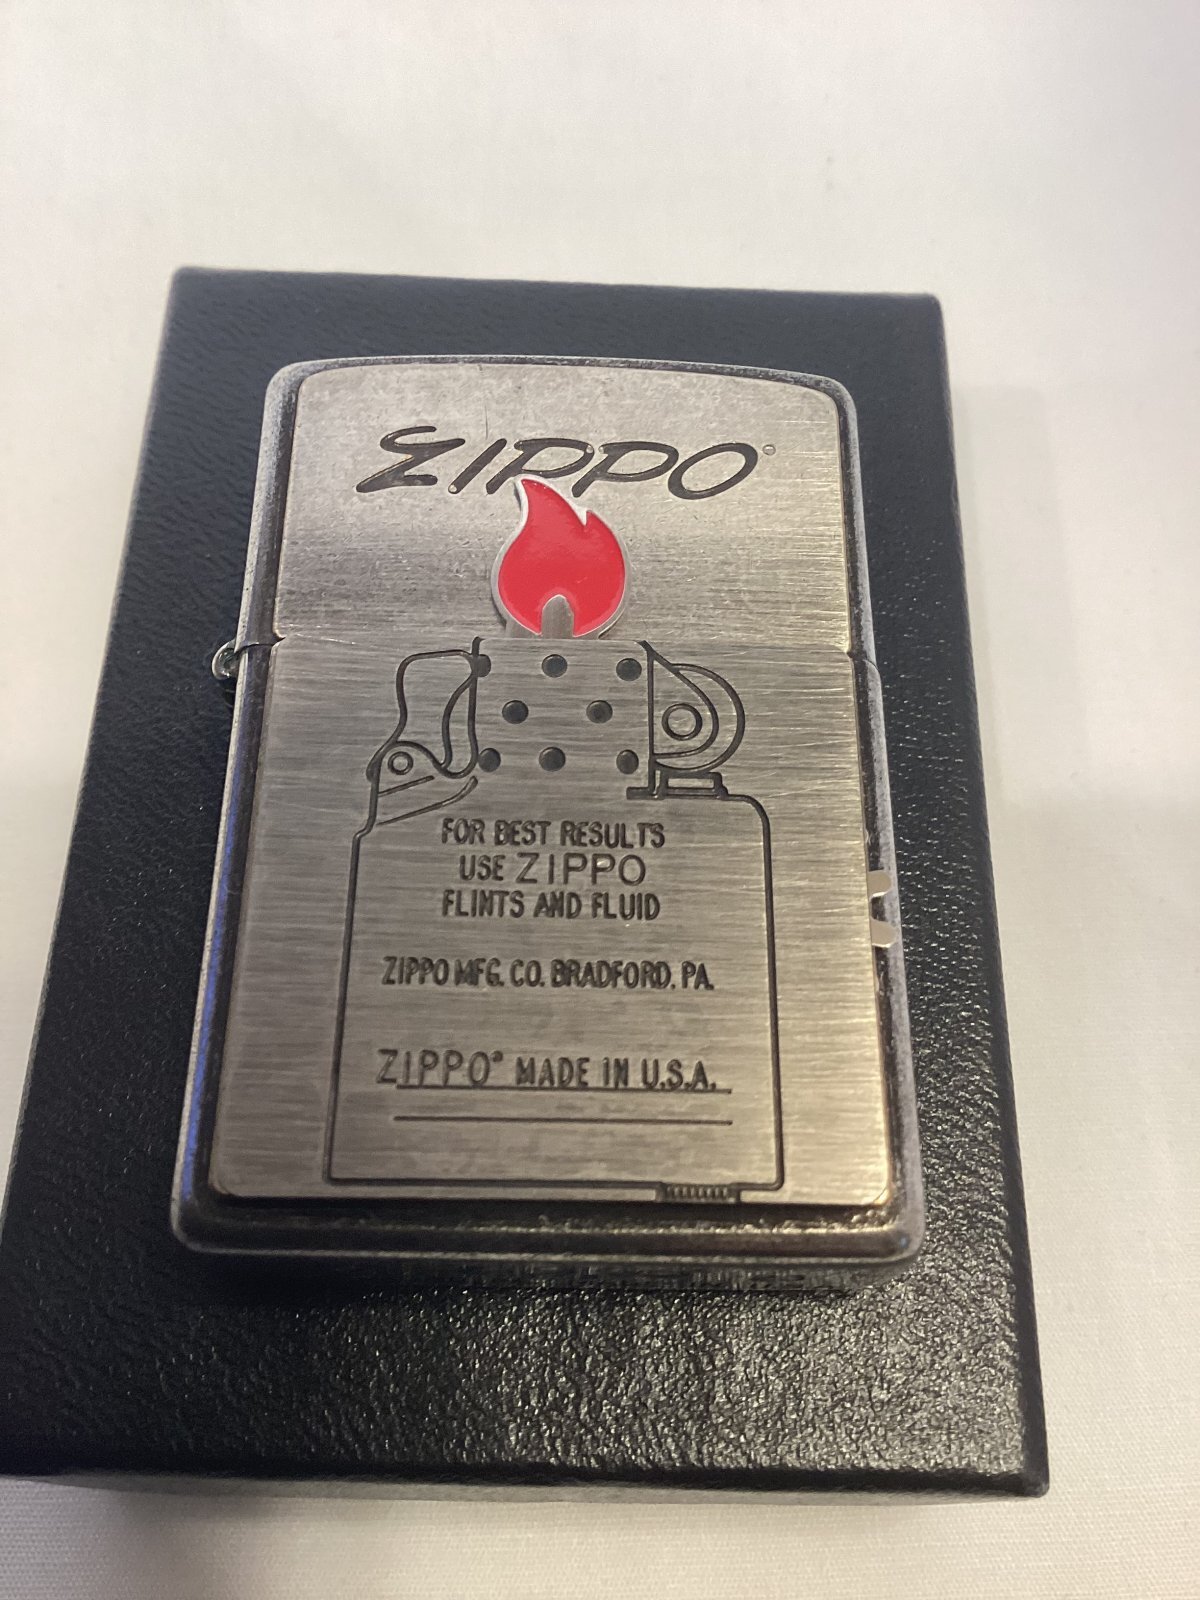 ZIPPO®
FOR BEST RESULTS
USE ZIPPO
FLINTS AND FLUID
ZIPPO MFG. CO. BRADFORD, PA.
ZIPPO® MADE IN U.S.A.